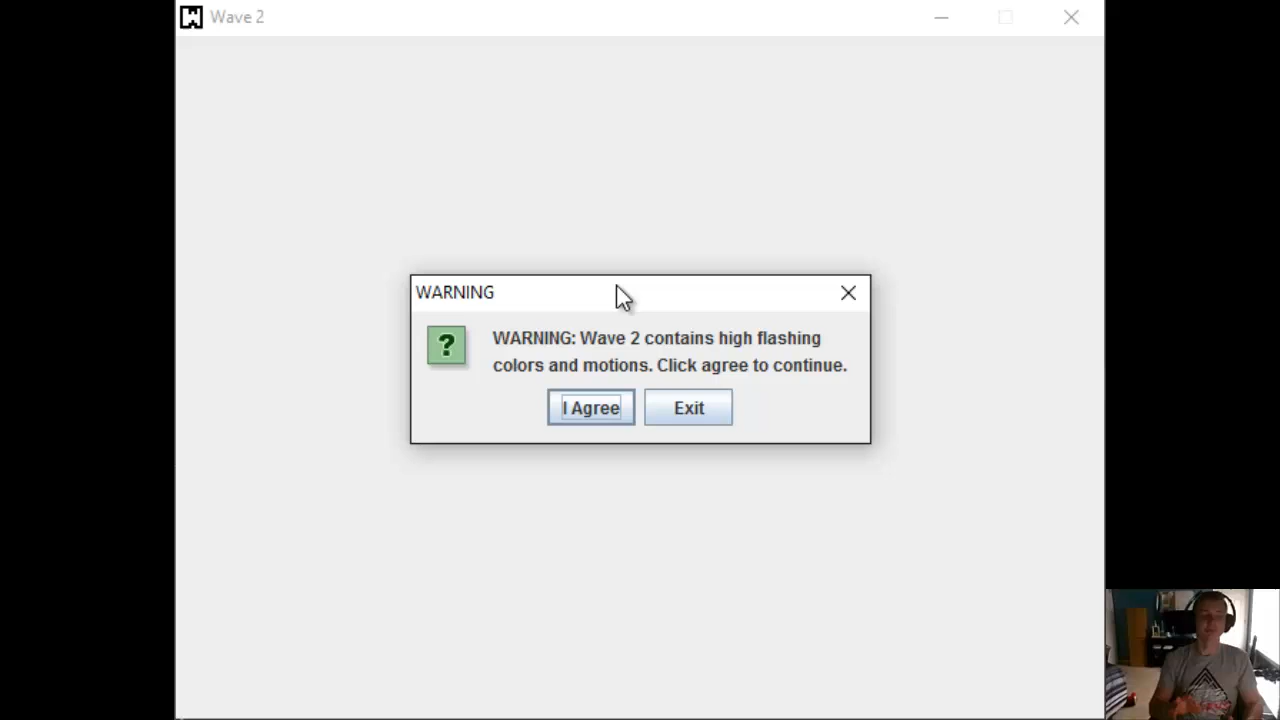 Wave 2
WARNING
WARNING: Wave 2 contains high flashing
colors and motions. Click agree to continue.
I Agree
Exit